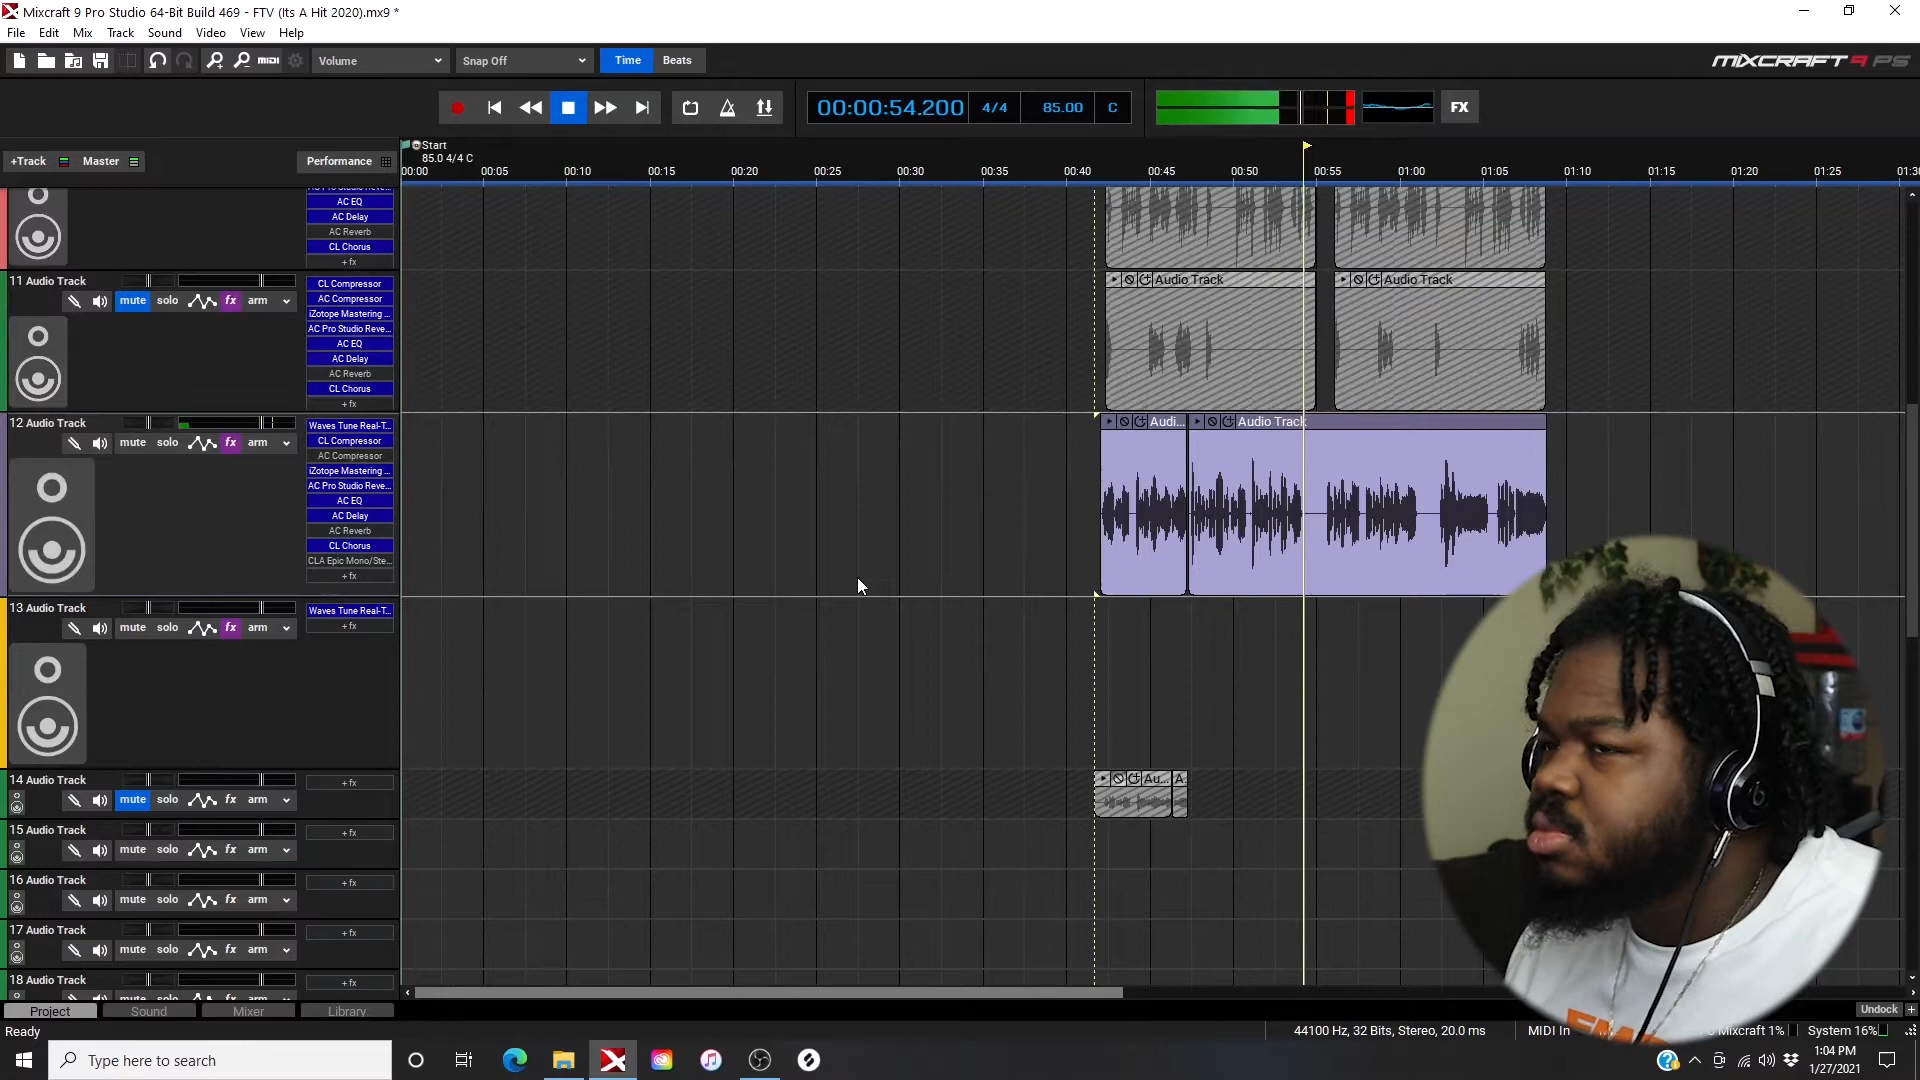 Mixcraft 9 Pro Studio 64-Bit Build 469 - FTV (Its A Hit 2020).mx9 *
File Edit Mix Track Sound Video View Help
MIDI Volume Snap Off Time Beats
MIXCRAFT 9 PS
00:00:54.200 4/4 85.00 C FX
+Track Master Performance
Start
85.0 4/4 C
00:00 00:05 00:10 00:15 00:20 00:25 00:30 00:35 00:40 00:45 00:50 00:55 01:00 01:05 01:10 01:15 01:20 01:25 01:30
AC EQ
AC Delay
AC Reverb
CL Chorus
+ fx
11 Audio Track
mute solo fx arm
CL Compressor
AC Compressor
iZotope Mastering ...
AC Pro Studio Reve...
AC EQ
AC Delay
AC Reverb
CL Chorus
+ fx
Audio Track Audio Track
12 Audio Track
mute solo fx arm
Waves Tune Real-T...
CL Compressor
AC Compressor
iZotope Mastering ...
AC Pro Studio Reve...
AC EQ
AC Delay
AC Reverb
CL Chorus
CLA Epic Mono/Ste...
+ fx
Audi... Audio Track
13 Audio Track
mute solo fx arm
Waves Tune Real-T...
+ fx
14 Audio Track
mute solo fx arm
+ fx
Au... A.
15 Audio Track
mute solo fx arm
+ fx
16 Audio Track
mute solo fx arm
+ fx
17 Audio Track
mute solo fx arm
+ fx
18 Audio Track
mute solo fx arm
+ fx
Project Sound Mixer Library
Undock
Ready
44100 Hz, 32 Bits, Stereo, 20.0 ms MIDI In Mixcraft 1% System 16%
Type here to search
1:04 PM
1/27/2021